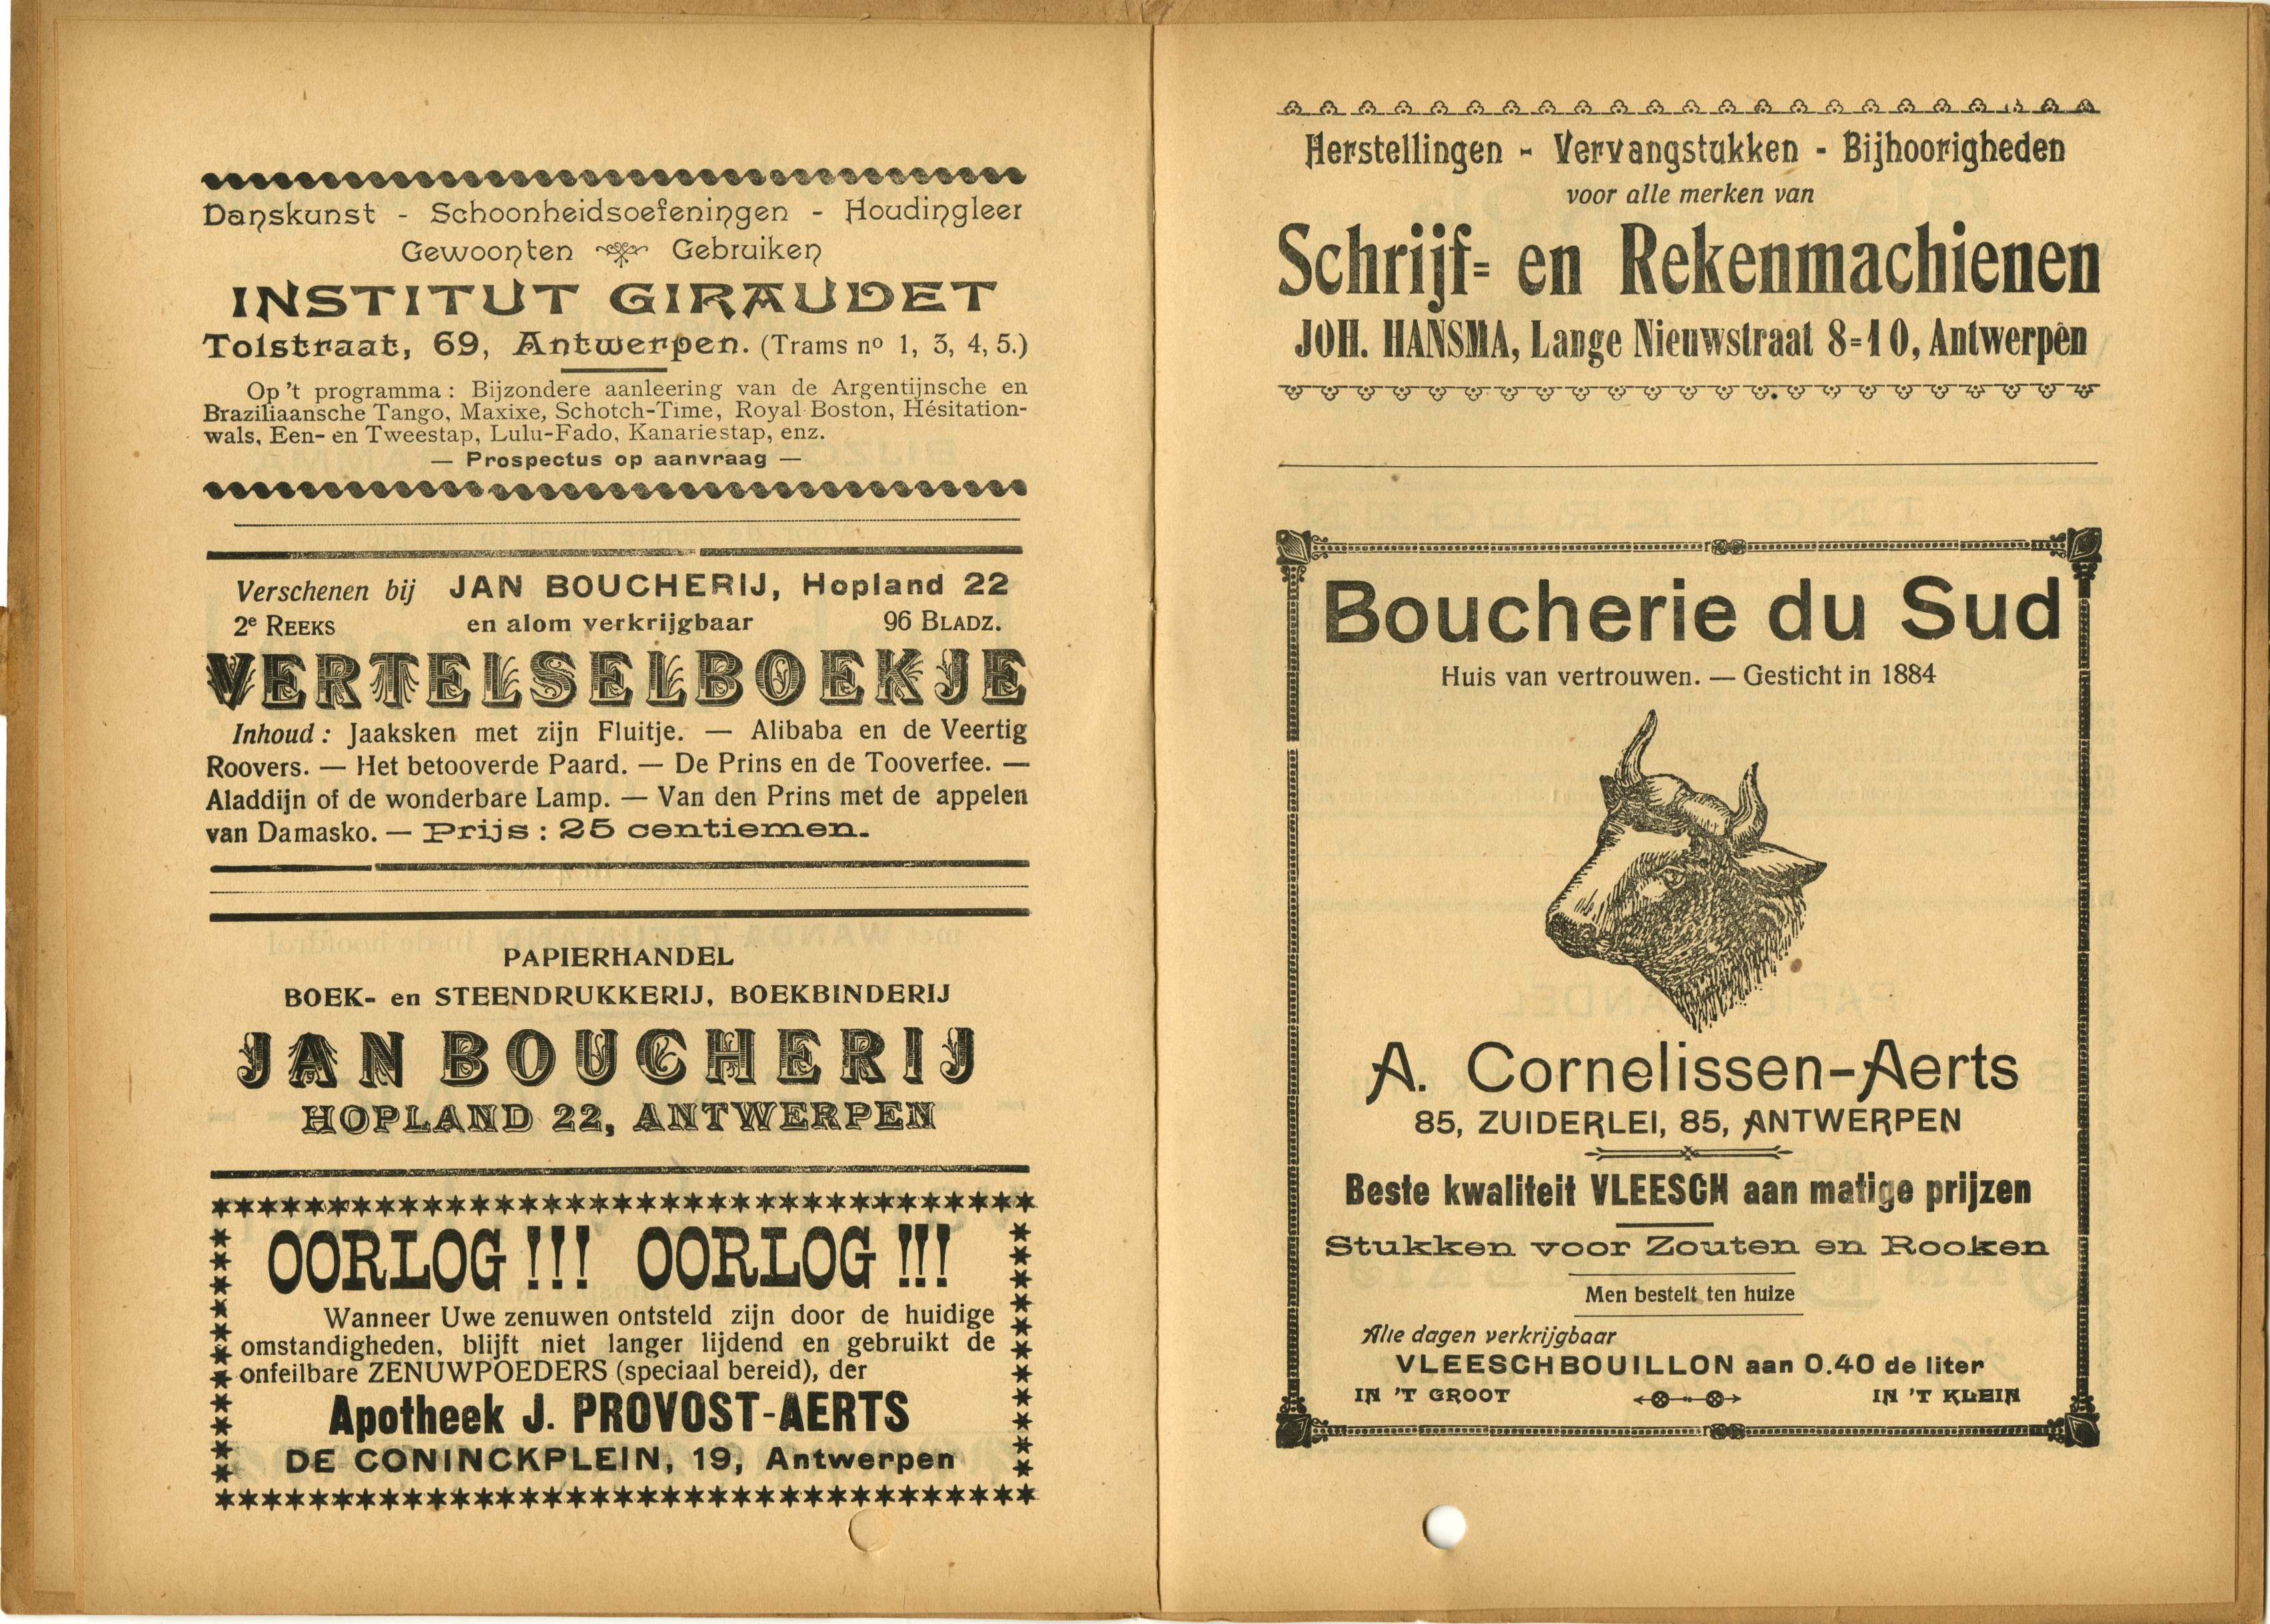 Danskunst - Schoonheidsoefeningen - Houdingleer
Gewoonten Gebruiken
INSTITUT GIRAUDET
Tolstraat, 69, Antwerpen. (Trams nº 1, 3, 4, 5.)
Op 't programma : Bijzondere aanleering van de Argentijnsche en
Braziliaansche Tango, Maxixe, Schotch-Time, Royal Boston, Hésitation-
wals, Een- en Tweestap, Lulu-Fado, Kanariestap, enz.
— Prospectus op aanvraag —
Verschenen bij JAN BOUCHERIJ, Hopland 22
2e REEKS en alom verkrijgbaar 96 BLADZ.
VERTELSELBOEKJE
Inhoud : Jaaksken met zijn Fluitje. — Alibaba en de Veertig
Roovers. — Het betooverde Paard. — De Prins en de Tooverfee. —
Aladdijn of de wonderbare Lamp. — Van den Prins met de appelen
van Damasko. — Prijs : 25 centiemen.
PAPIERHANDEL
BOEK- en STEENDRUKKERIJ, BOEKBINDERIJ
JAN BOUCHERIJ
HOPLAND 22, ANTWERPEN
OORLOG !!! OORLOG !!!
Wanneer Uwe zenuwen ontsteld zijn door de huidige
omstandigheden, blijft niet langer lijdend en gebruikt de
onfeilbare ZENUWPOEDERS (speciaal bereid), der
Apotheek J. PROVOST-AERTS
DE CONINCKPLEIN, 19, Antwerpen
Herstellingen - Vervangstukken - Bijhoorigheden
voor alle merken van
Schrijf- en Rekenmachienen
JOH. HANSMA, Lange Nieuwstraat 8-10, Antwerpen
Boucherie du Sud
Huis van vertrouwen. — Gesticht in 1884
A. Cornelissen-Aerts
85, ZUIDERLEI, 85, ANTWERPEN
Beste kwaliteit VLEESCH aan matige prijzen
Stukken voor Zouten en Rooken
Men bestelt ten huize
Alle dagen verkrijgbaar
VLEESCHBOUILLON aan 0.40 de liter
IN 'T GROOT IN 'T KLEIN